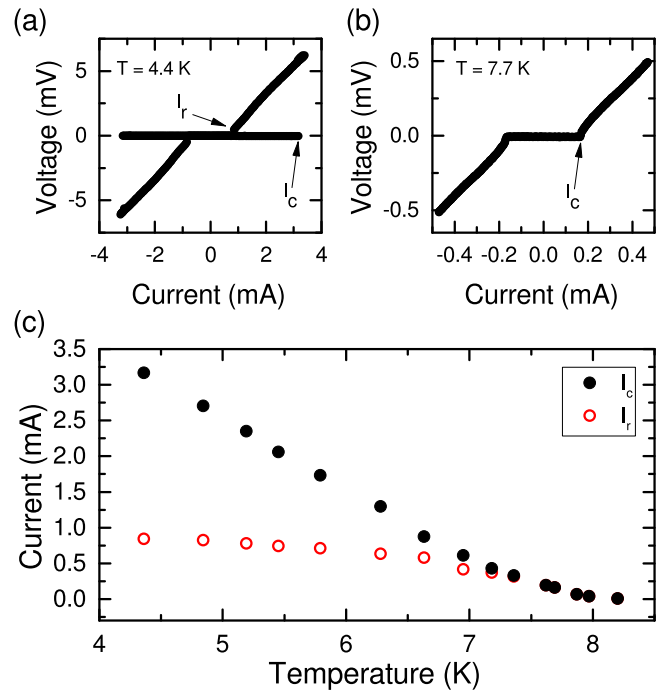 (a)
T = 4.4 K
I_r
I_c
Voltage (mV)
5
0
-5
-4 -2 0 2 4
Current (mA)
(b)
T = 7.7 K
I_c
Voltage (mV)
0.5
0.0
-0.5
-0.4 -0.2 0.0 0.2 0.4
Current (mA)
(c)
Current (mA)
3.5
3.0
2.5
2.0
1.5
1.0
0.5
0.0
I_c
I_r
4 5 6 7 8
Temperature (K)